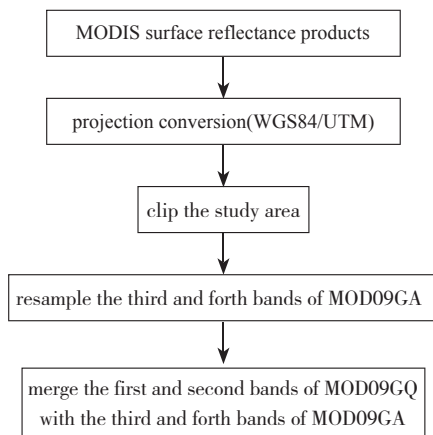 MODIS surface reflectance products
projection conversion(WGS84/UTM)
clip the study area
resample the third and forth bands of MOD09GA
merge the first and second bands of MOD09GQ
with the third and forth bands of MOD09GA